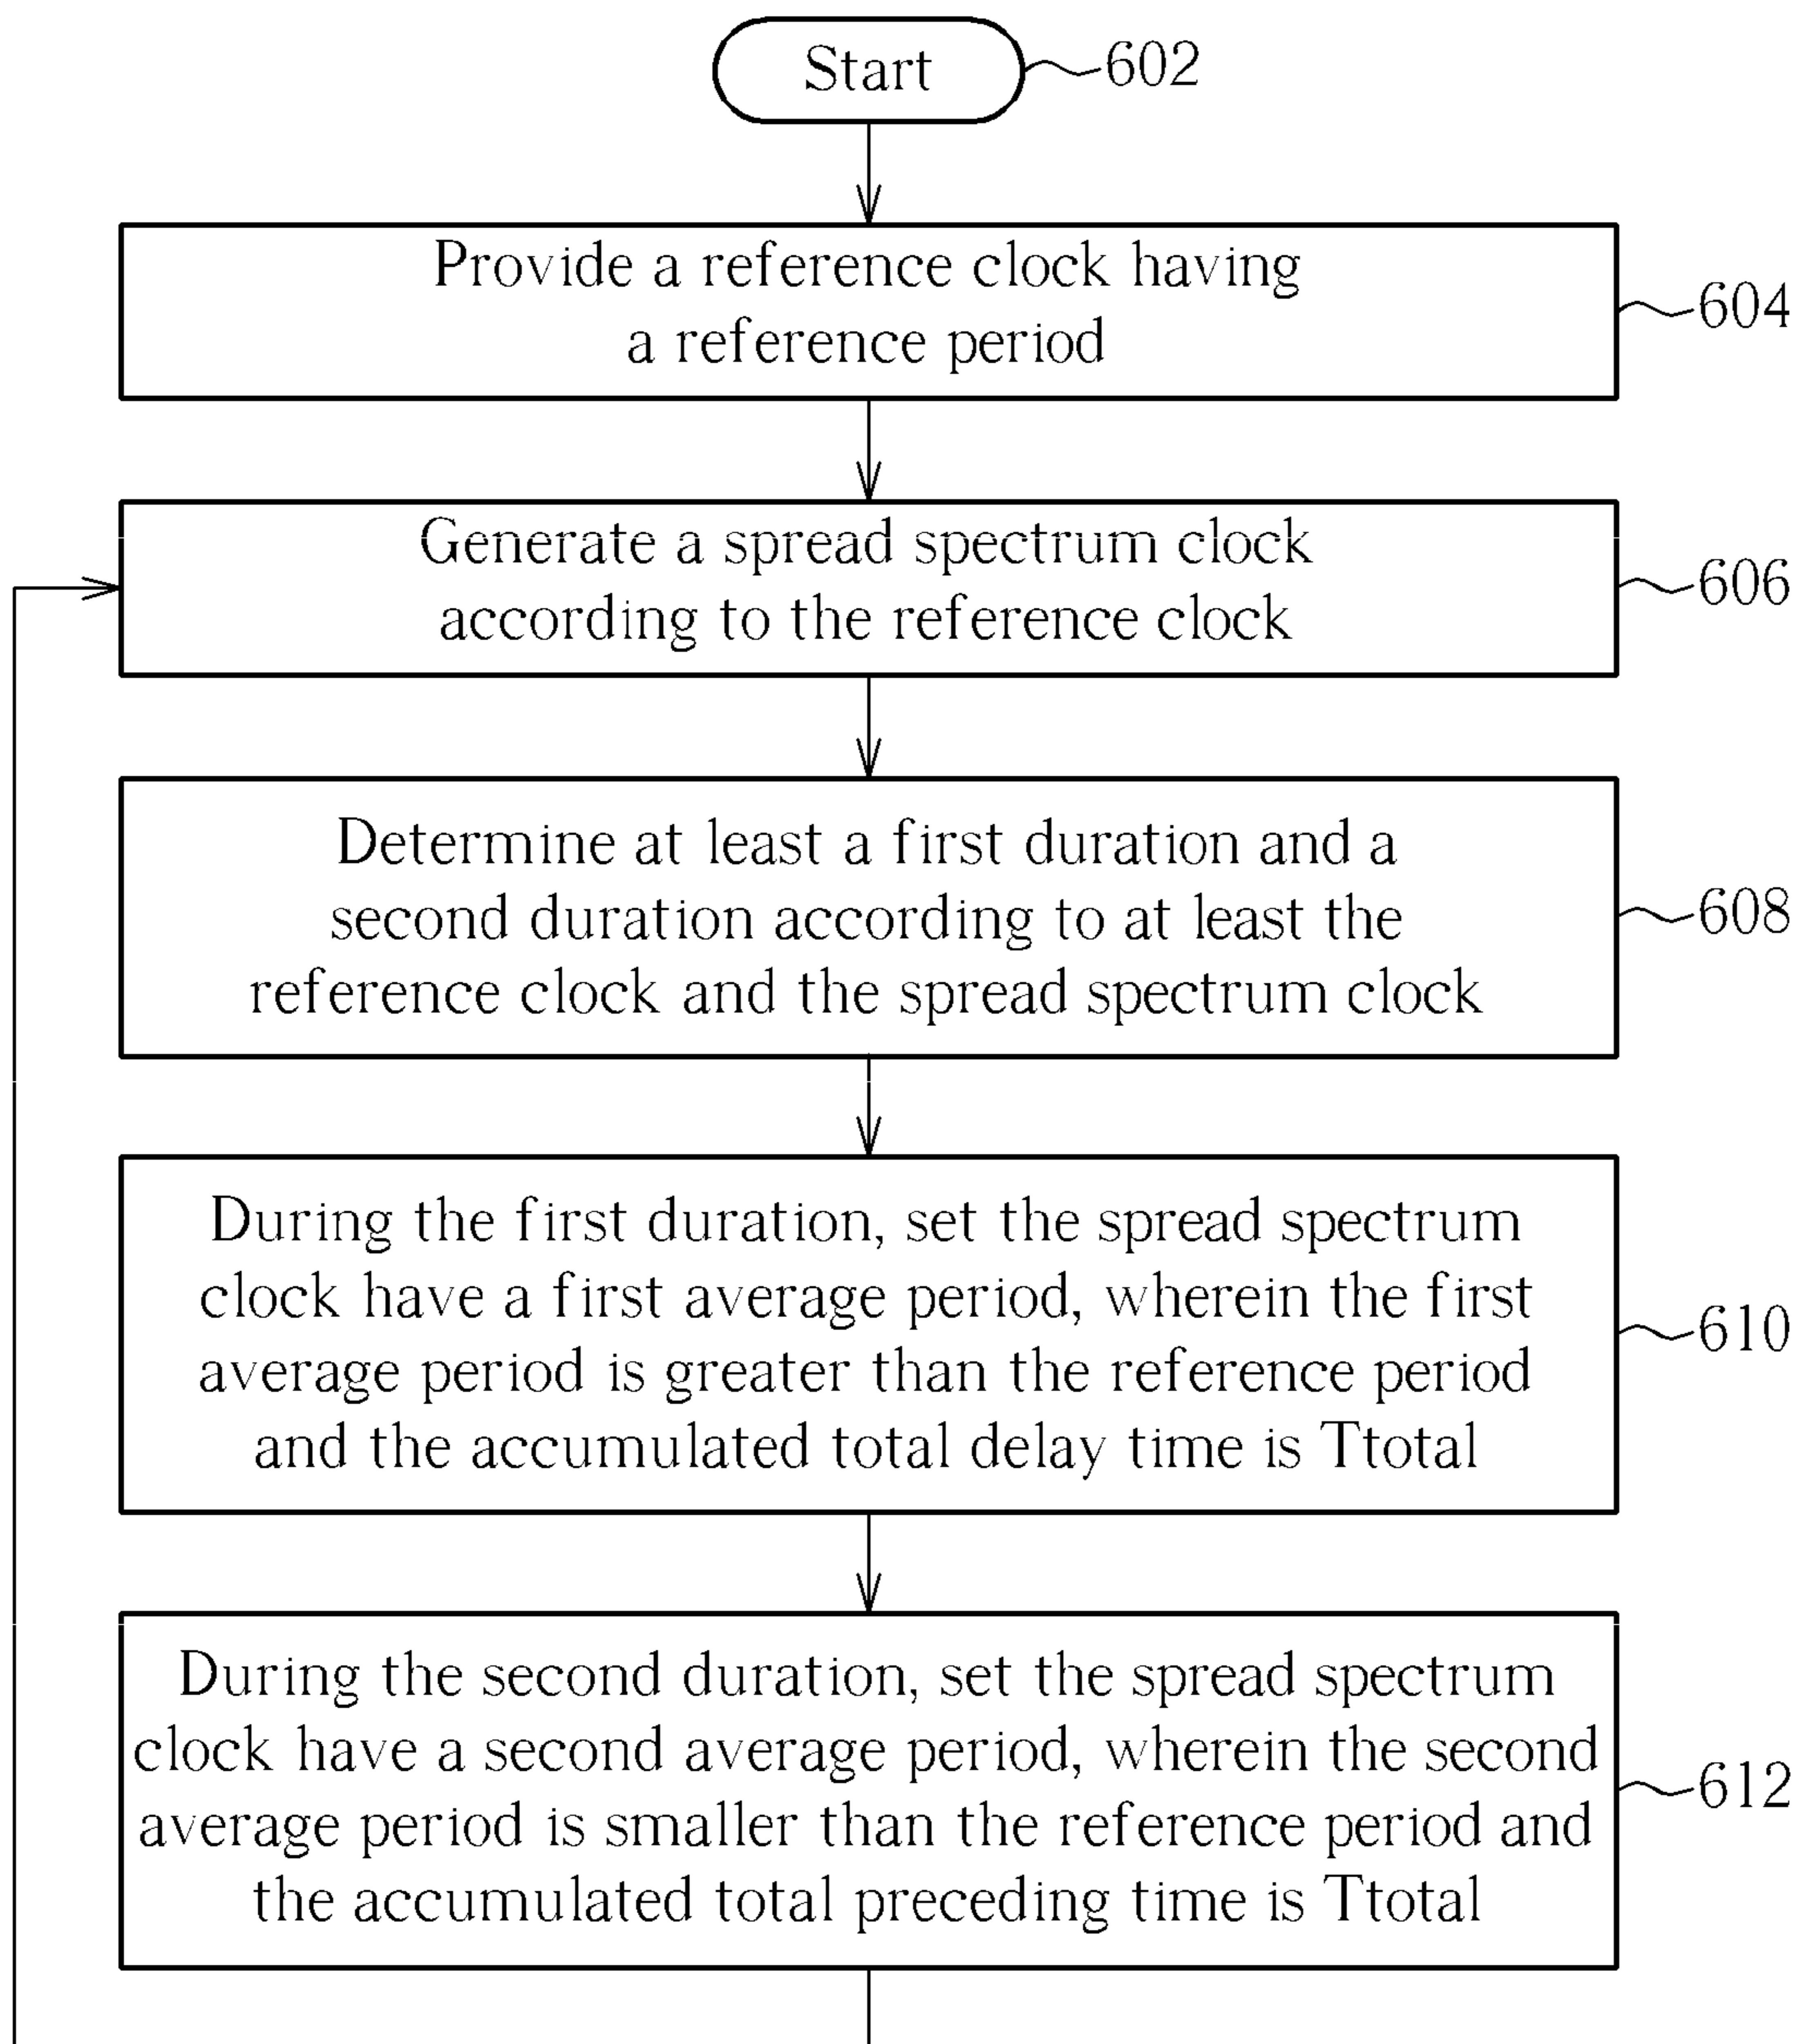 Start
602
Provide a reference clock having
a reference period
604
Generate a spread spectrum clock
according to the reference clock
606
Determine at least a first duration and a
second duration according to at least the
reference clock and the spread spectrum clock
608
During the first duration, set the spread spectrum
clock have a first average period, wherein the first
average period is greater than the reference period
and the accumulated total delay time is Ttotal
610
During the second duration, set the spread spectrum
clock have a second average period, wherein the second
average period is smaller than the reference period and
the accumulated total preceding time is Ttotal
612